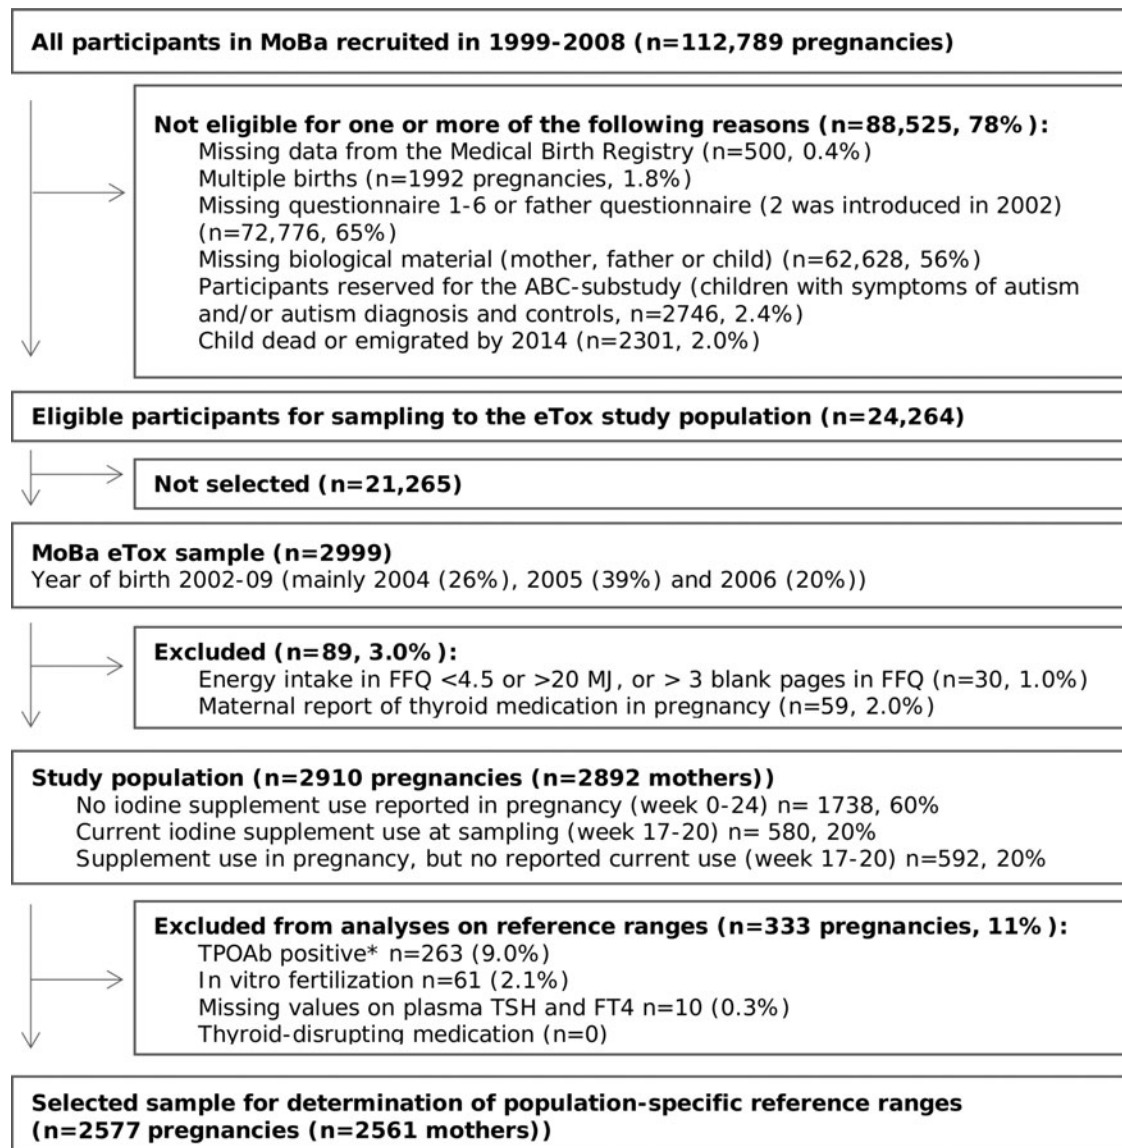 All participants in MoBa recruited in 1999-2008 (n=112,789 pregnancies)
Not eligible for one or more of the following reasons (n=88,525, 78%):
Missing data from the Medical Birth Registry (n=500, 0.4%)
Multiple births (n=1992 pregnancies, 1.8%)
Missing questionnaire 1-6 or father questionnaire (2 was introduced in 2002)
(n=72,776, 65%)
Missing biological material (mother, father or child) (n=62,628, 56%)
Participants reserved for the ABC-substudy (children with symptoms of autism
and/or autism diagnosis and controls, n=2746, 2.4%)
Child dead or emigrated by 2014 (n=2301, 2.0%)
Eligible participants for sampling to the eTox study population (n=24,264)
Not selected (n=21,265)
MoBa eTox sample (n=2999)
Year of birth 2002-09 (mainly 2004 (26%), 2005 (39%) and 2006 (20%))
Excluded (n=89, 3.0%):
Energy intake in FFQ <4.5 or >20 MJ, or > 3 blank pages in FFQ (n=30, 1.0%)
Maternal report of thyroid medication in pregnancy (n=59, 2.0%)
Study population (n=2910 pregnancies (n=2892 mothers))
No iodine supplement use reported in pregnancy (week 0-24) n= 1738, 60%
Current iodine supplement use at sampling (week 17-20) n= 580, 20%
Supplement use in pregnancy, but no reported current use (week 17-20) n=592, 20%
Excluded from analyses on reference ranges (n=333 pregnancies, 11%):
TPOAb positive* n=263 (9.0%)
In vitro fertilization n=61 (2.1%)
Missing values on plasma TSH and FT4 n=10 (0.3%)
Thyroid-disrupting medication (n=0)
Selected sample for determination of population-specific reference ranges
(n=2577 pregnancies (n=2561 mothers))